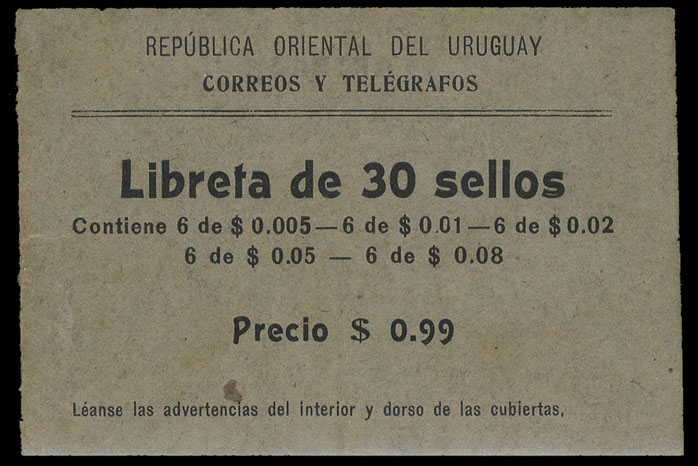 REPÚBLICA ORIENTAL DEL URUGUAY
CORREOS Y TELÉGRAFOS
Libreta de 30 sellos
Contiene 6 de $ 0.005—6 de $ 0.01—6 de $ 0.02
6 de $ 0.05 — 6 de $ 0.08
Precio $ 0.99
Léanse las advertencias del interior y dorso de las cubiertas,